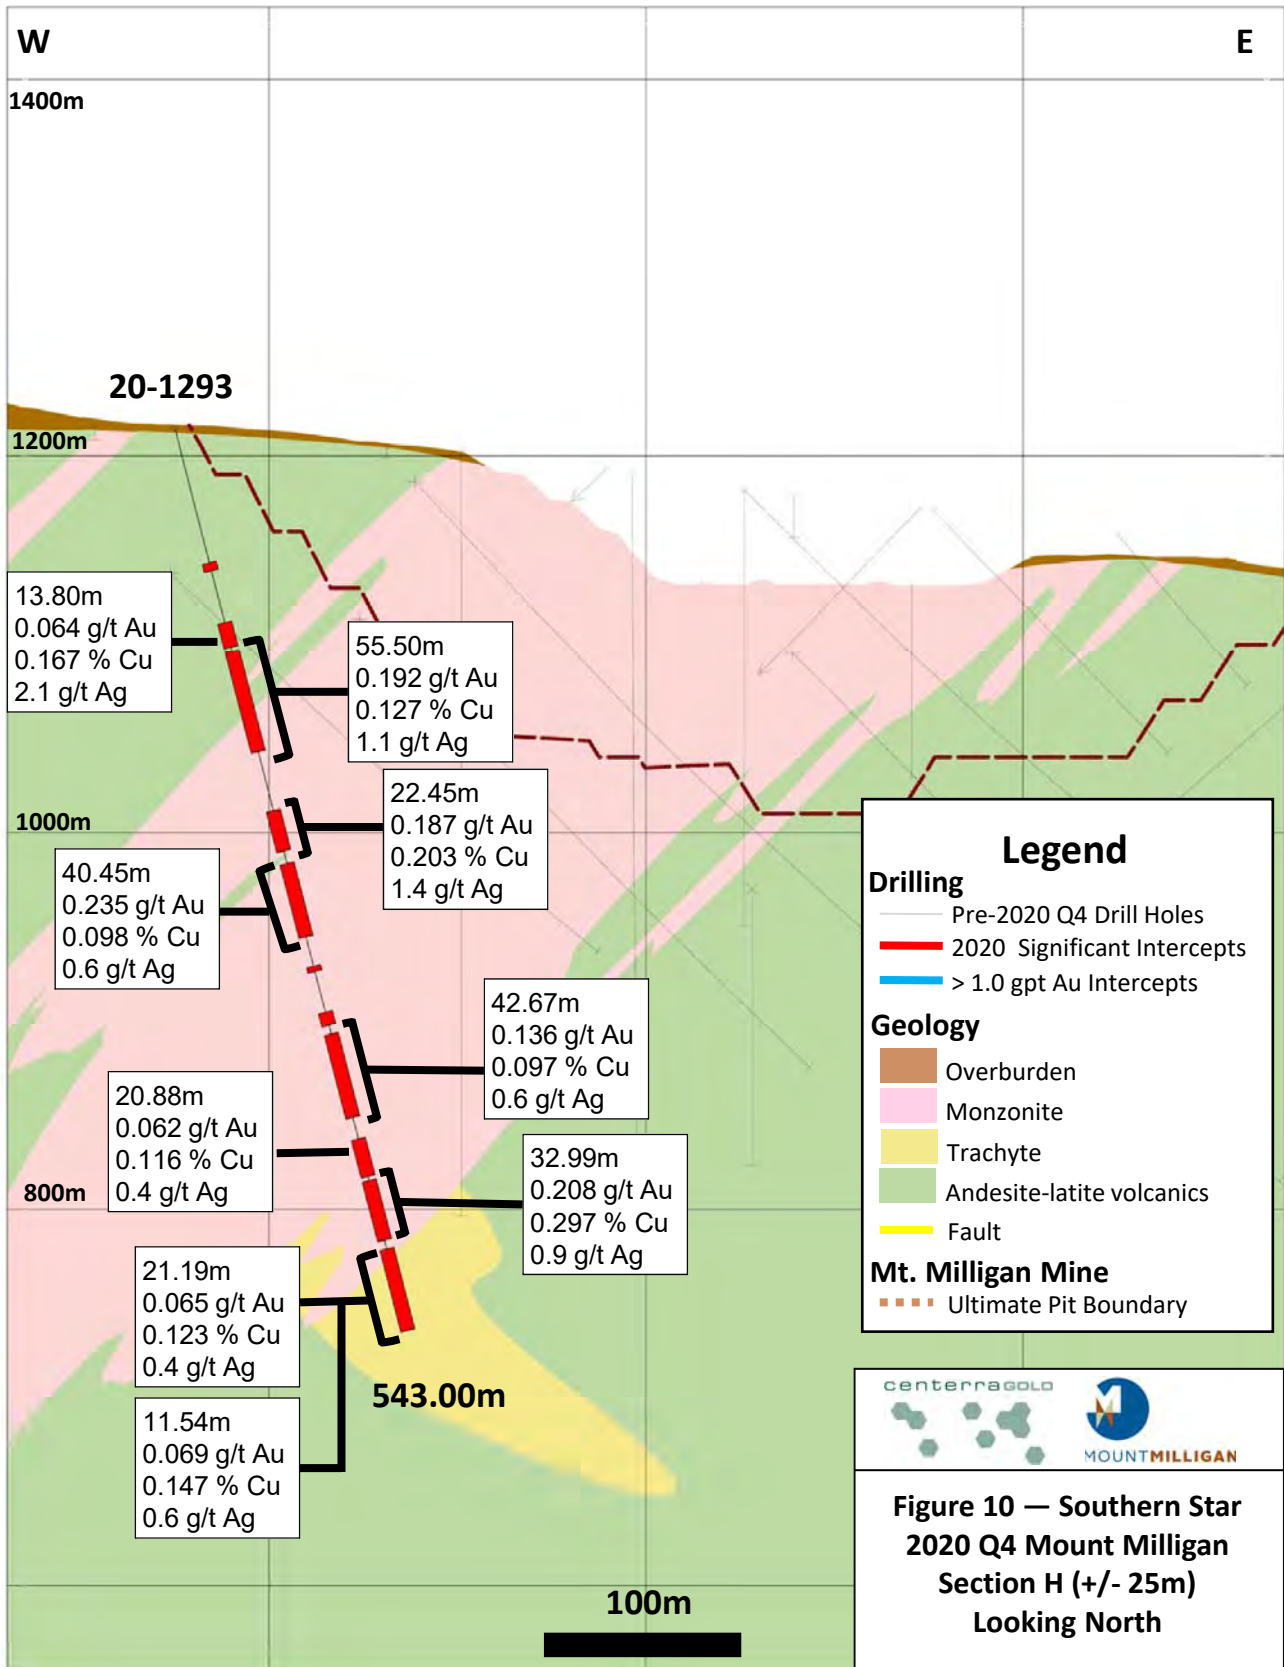 W
E
1400m
20-1293
1200m
13.80m
0.064 g/t Au
0.167 % Cu
2.1 g/t Ag
55.50m
0.192 g/t Au
0.127 % Cu
1.1 g/t Ag
22.45m
0.187 g/t Au
0.203 % Cu
1.4 g/t Ag
1000m
40.45m
0.235 g/t Au
0.098 % Cu
0.6 g/t Ag
42.67m
0.136 g/t Au
0.097 % Cu
0.6 g/t Ag
20.88m
0.062 g/t Au
0.116 % Cu
0.4 g/t Ag
32.99m
0.208 g/t Au
0.297 % Cu
0.9 g/t Ag
800m
21.19m
0.065 g/t Au
0.123 % Cu
0.4 g/t Ag
543.00m
11.54m
0.069 g/t Au
0.147 % Cu
0.6 g/t Ag
100m
Legend
Drilling
Pre-2020 Q4 Drill Holes
2020 Significant Intercepts
> 1.0 gpt Au Intercepts
Geology
Overburden
Monzonite
Trachyte
Andesite-latite volcanics
Fault
Mt. Milligan Mine
Ultimate Pit Boundary
centerraGOLD
MOUNTMILLIGAN
Figure 10 — Southern Star
2020 Q4 Mount Milligan
Section H (+/- 25m)
Looking North